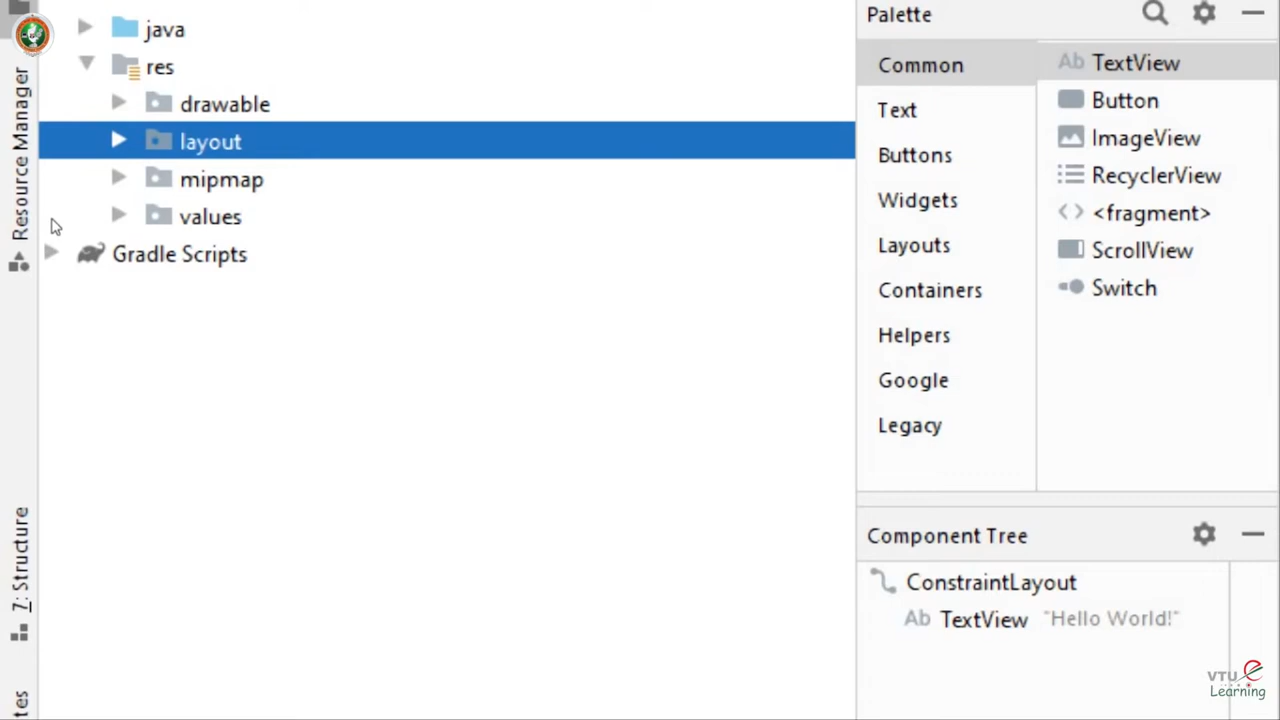 java
res
drawable
layout
mipmap
values
Gradle Scripts
Resource Manager
7: Structure
Palette
Common
Text
Buttons
Widgets
Layouts
Containers
Helpers
Google
Legacy
Ab TextView
Button
ImageView
RecyclerView
<fragment>
ScrollView
Switch
Component Tree
ConstraintLayout
Ab TextView "Hello World!"
VTU e
Learning